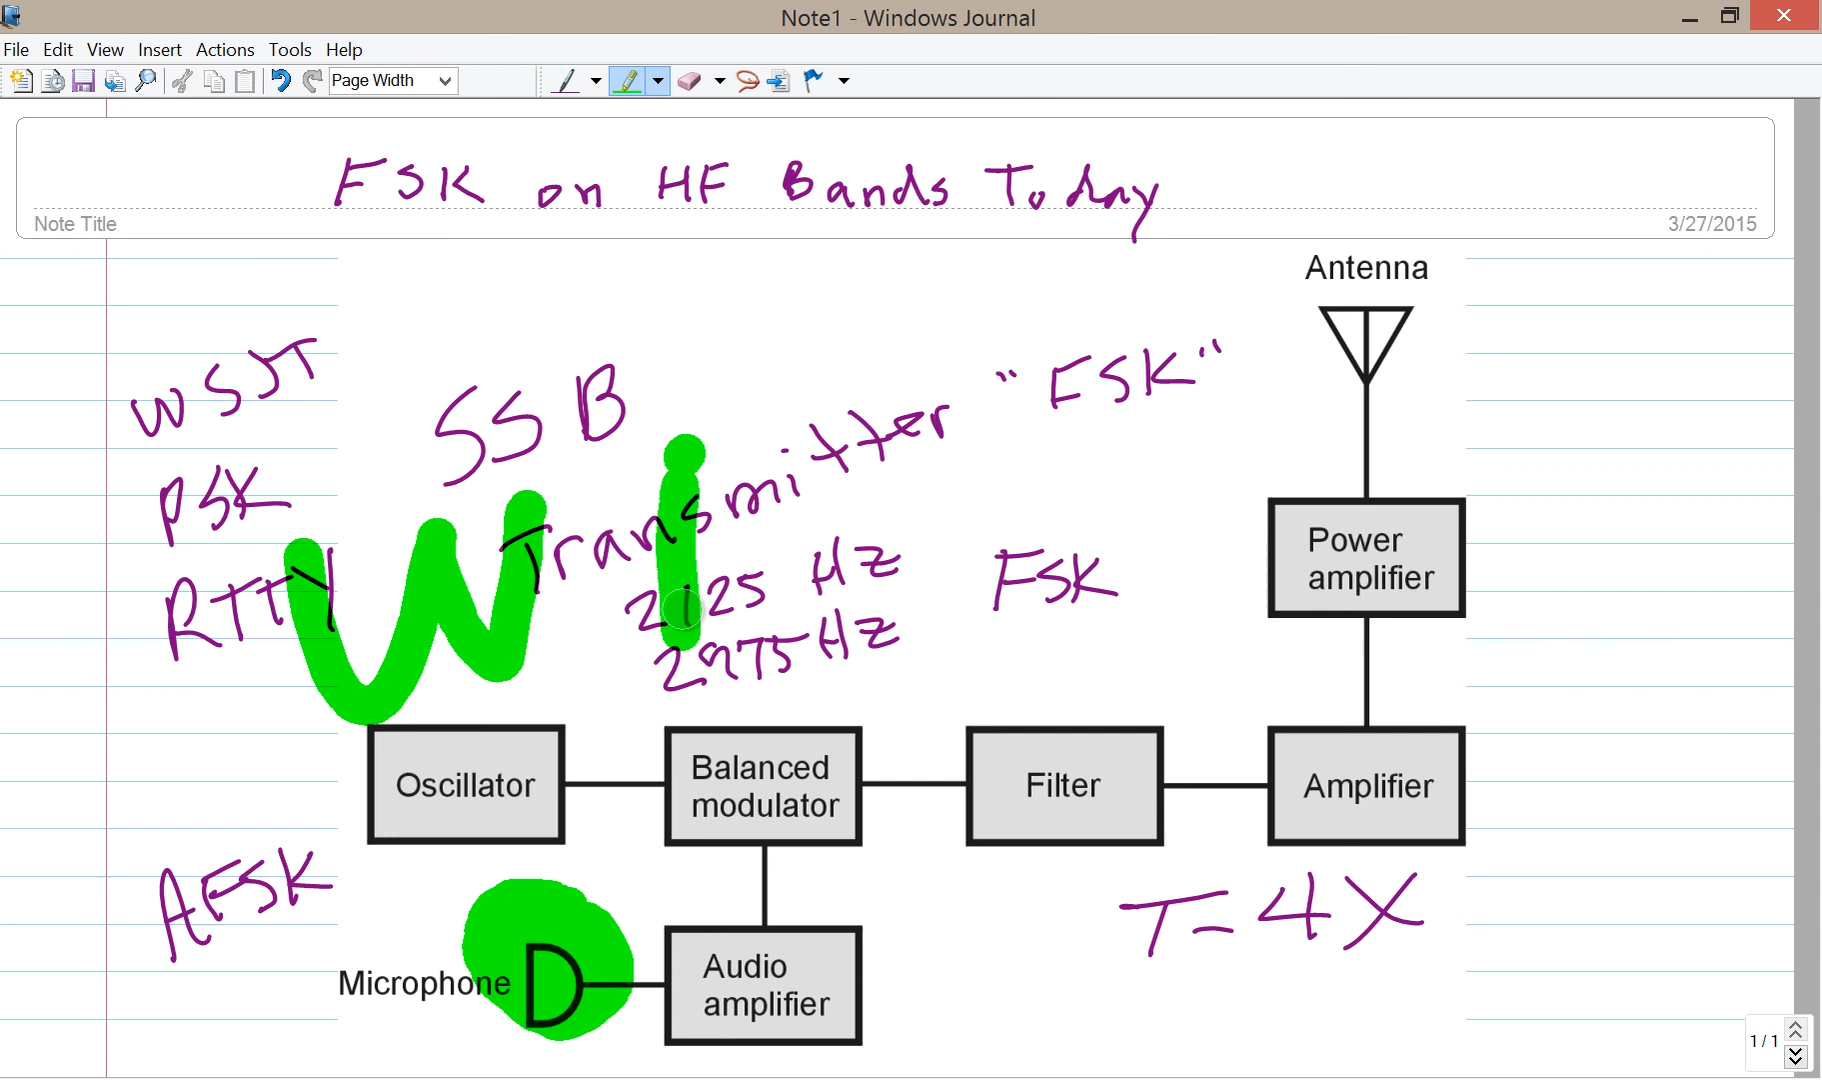 Note1 - Windows Journal
File Edit View Insert Actions Tools Help
Page Width
FSK on HF Bands Today
Note Title
3/27/2015
Antenna
WSJT
SSB
Transmitter
"FSK"
PSK
RTTY
Wi
2125 Hz
2975 Hz
FSK
Power
amplifier
Oscillator
Balanced
modulator
Filter
Amplifier
AFSK
T=4X
Microphone
Audio
amplifier
1 / 1